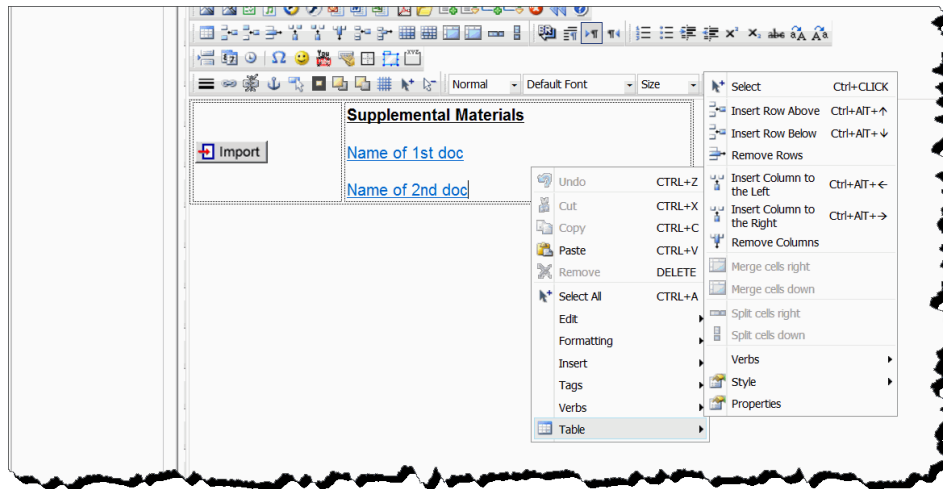 Normal
Default Font
Size
Supplemental Materials
Import
Name of 1st doc
Name of 2nd doc
Undo CTRL+Z
Cut CTRL+X
Copy CTRL+C
Paste CTRL+V
Remove DELETE
Select All CTRL+A
Edit
Formatting
Insert
Tags
Verbs
Table
Select Ctrl+CLICK
Insert Row Above Ctrl+AlT+↑
Insert Row Below Ctrl+AlT+↓
Remove Rows
Insert Column to
the Left Ctrl+AlT+←
Insert Column to
the Right Ctrl+AlT+→
Remove Columns
Merge cells right
Merge cells down
Split cells right
Split cells down
Verbs
Style
Properties